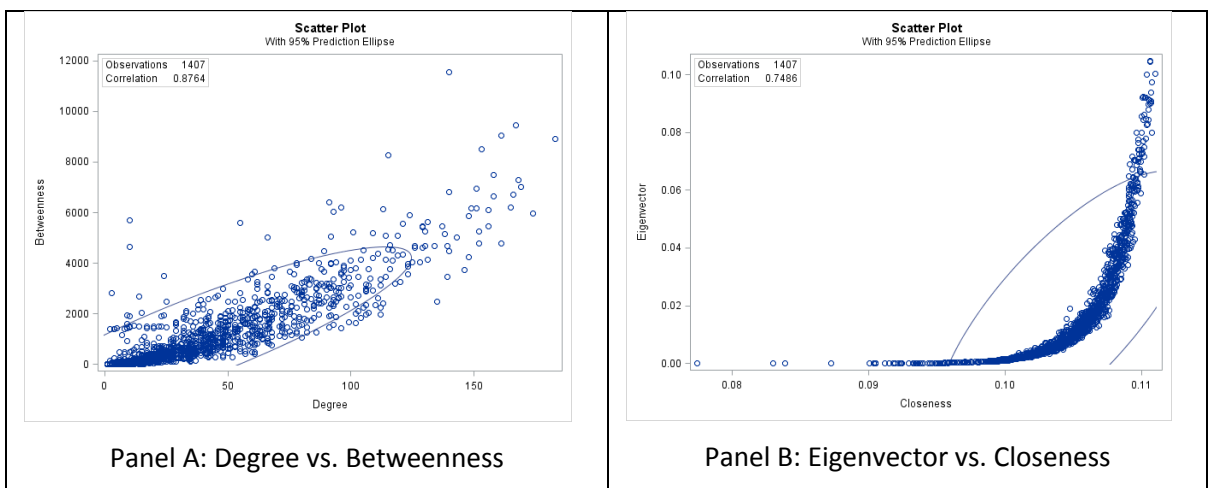 Scatter Plot
With 95% Prediction Ellipse
Observations 1407
Correlation 0.8764
12000
10000
8000
6000
4000
2000
0
Betweenness
0 50 100 150
Degree
Panel A: Degree vs. Betweenness
Scatter Plot
With 95% Prediction Ellipse
Observations 1407
Correlation 0.7486
0.10
0.08
0.06
0.04
0.02
0.00
Eigenvector
0.08 0.09 0.10 0.11
Closeness
Panel B: Eigenvector vs. Closeness